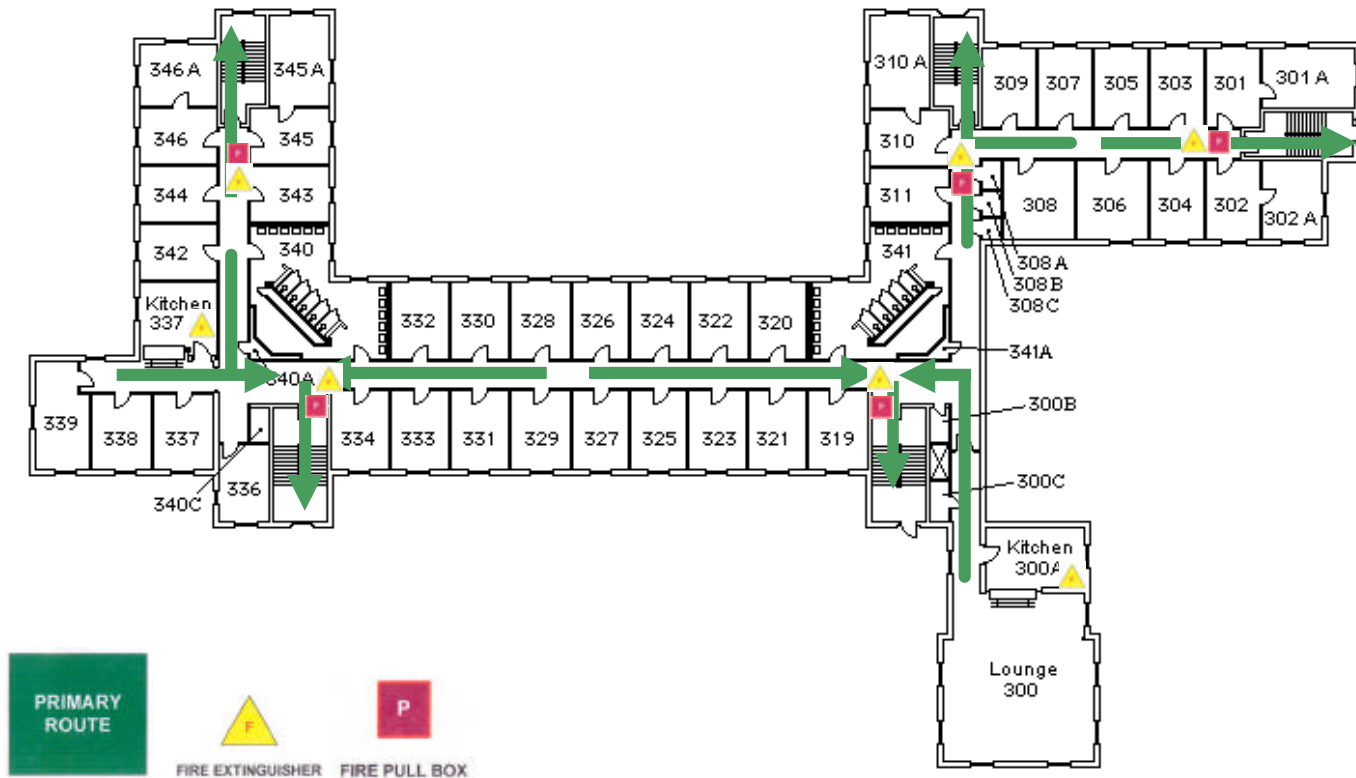 346 A
345 A
310 A
309
307
305
303
301
301 A
346
345
310
P
P
F
F
F
P
344
343
311
308
306
304
302
302 A
342
340
341
308 A
308 B
308 C
Kitchen
337
F
332
330
328
326
324
322
320
341A
340A
F
F
P
P
300B
339
338
337
334
333
331
329
327
325
323
321
319
336
340C
300C
Kitchen
300A
F
Lounge
300
PRIMARY
ROUTE
F
P
FIRE EXTINGUISHER
FIRE PULL BOX